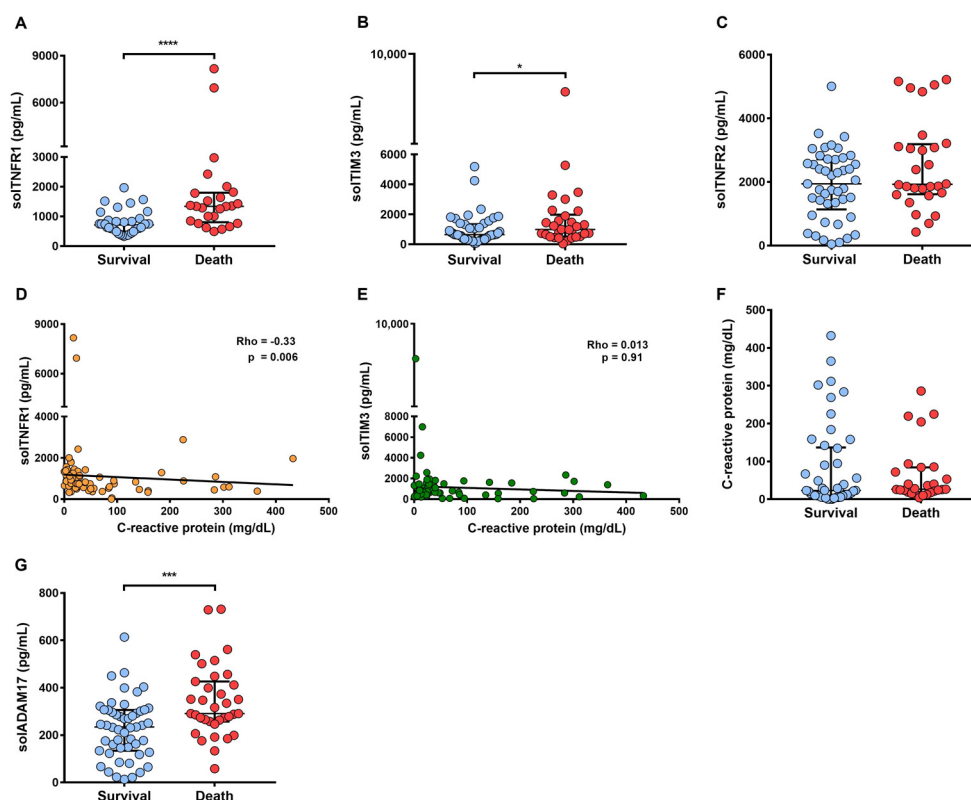 A
solTNFR1 (pg/mL)
9000
6000
3000
2000
1000
0
****
Survival
Death
B
solTIM3 (pg/mL)
10,000
6000
4000
2000
0
*
Survival
Death
C
solTNFR2 (pg/mL)
6000
4000
2000
0
Survival
Death
D
solTNFR1 (pg/mL)
9000
6000
4000
2000
0
Rho = -0.33
p = 0.006
0
100
200
300
400
500
C-reactive protein (mg/dL)
E
solTIM3 (pg/mL)
10,000
8000
6000
4000
2000
0
Rho = 0.013
p = 0.91
0
100
200
300
400
500
C-reactive protein (mg/dL)
F
C-reactive protein (mg/dL)
500
400
300
200
100
0
Survival
Death
G
solADAM17 (pg/mL)
800
600
400
200
0
***
Survival
Death